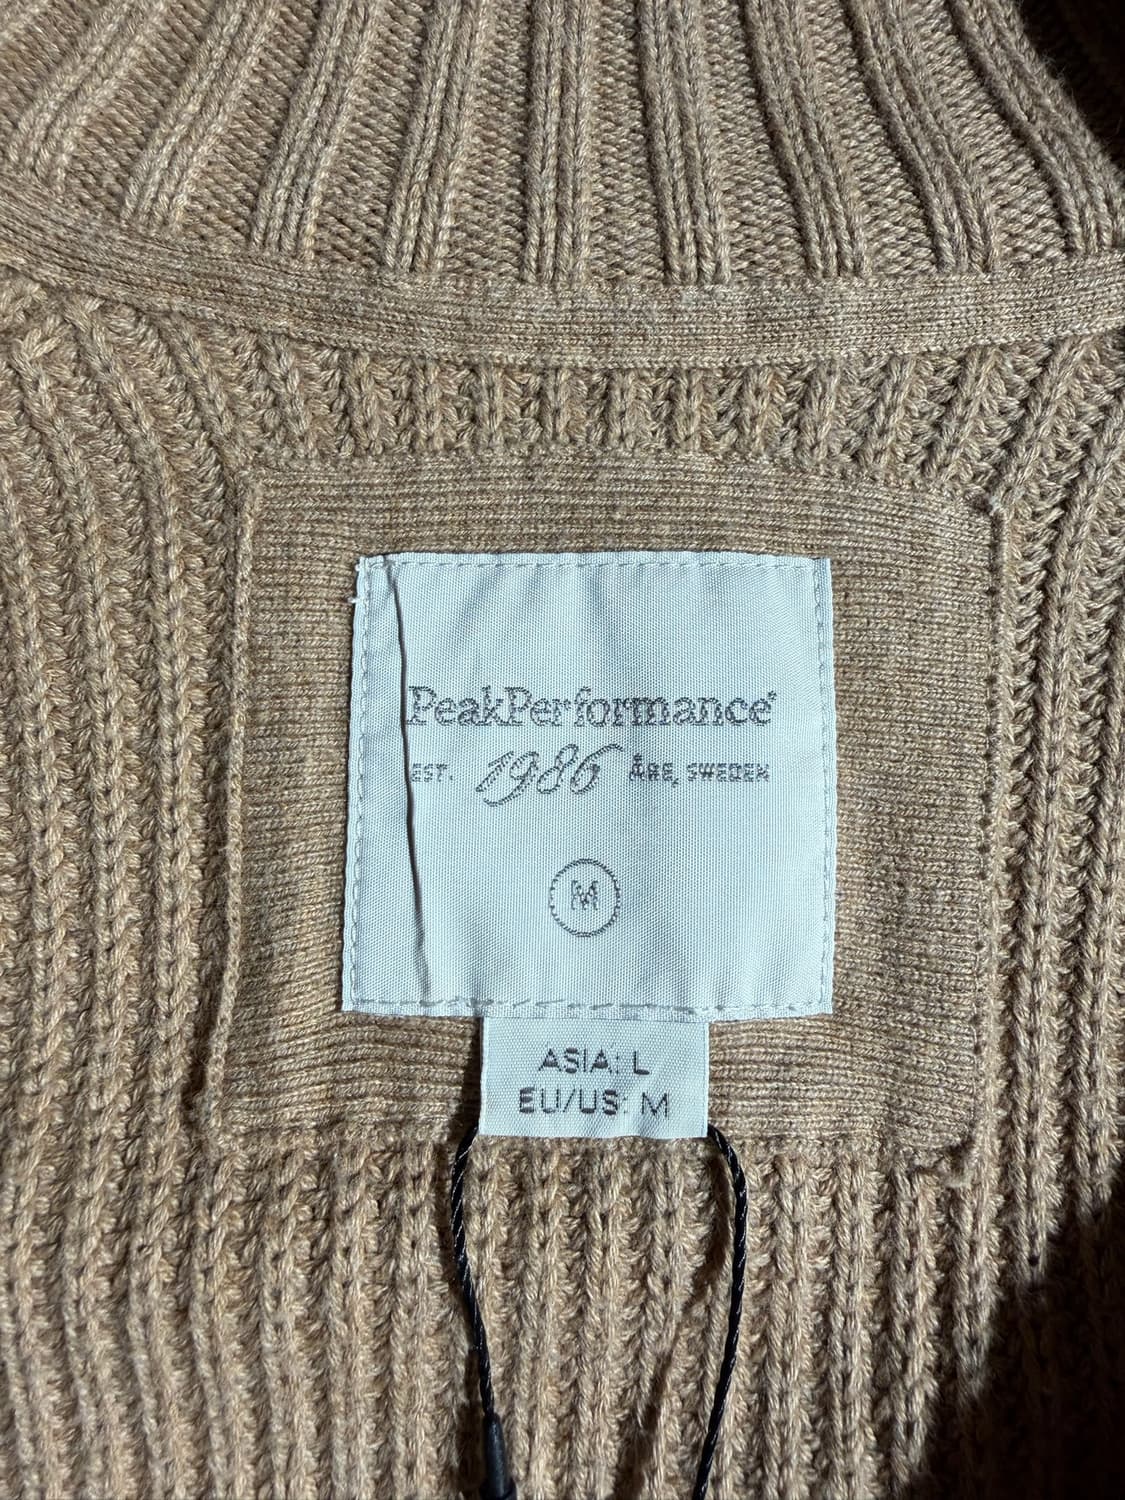 PeakPerformance®
EST. 1986 ÅRE, SWEDEN
M
ASIA: L
EU/US: M